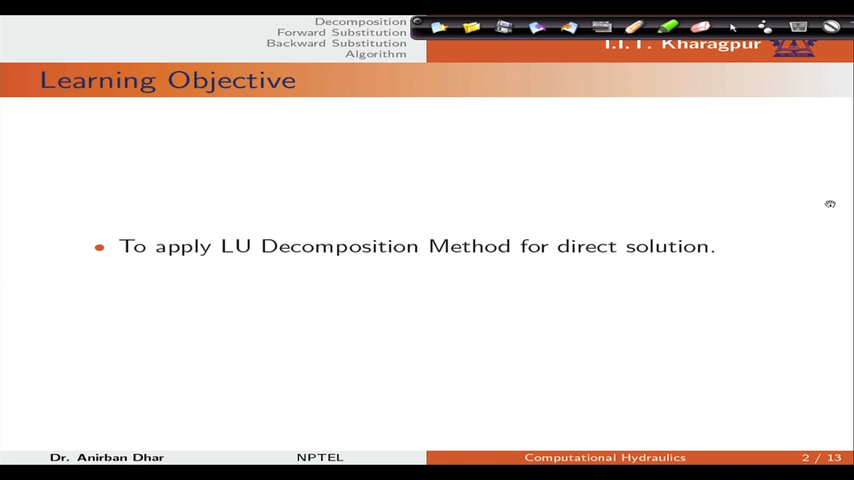 Decomposition
Forward Substitution
Backward Substitution
Algorithm
I.I.T. Kharagpur
Learning Objective
• To apply LU Decomposition Method for direct solution.
Dr. Anirban Dhar NPTEL Computational Hydraulics 2 / 13